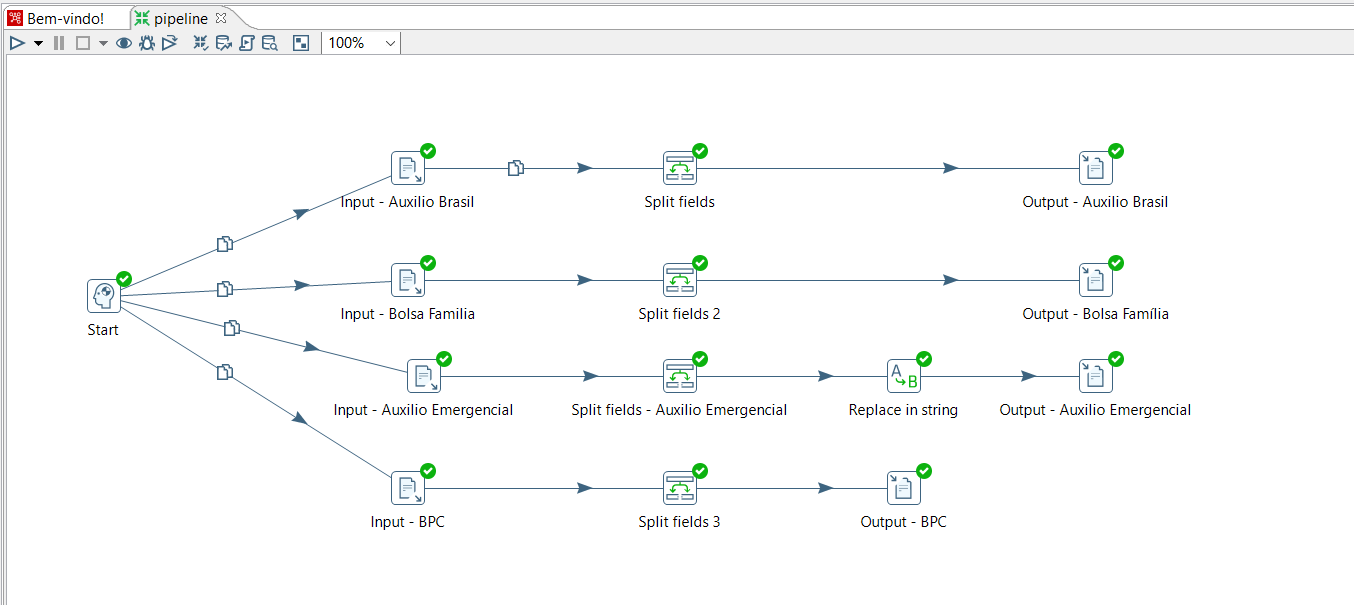 Bem-vindo!
pipeline
100%
Input - Auxilio Brasil
Split fields
Output - Auxilio Brasil
Start
Input - Bolsa Familia
Split fields 2
Output - Bolsa Família
Input - Auxilio Emergencial
Split fields - Auxilio Emergencial
A
B
Replace in string
Output - Auxilio Emergencial
Input - BPC
Split fields 3
Output - BPC